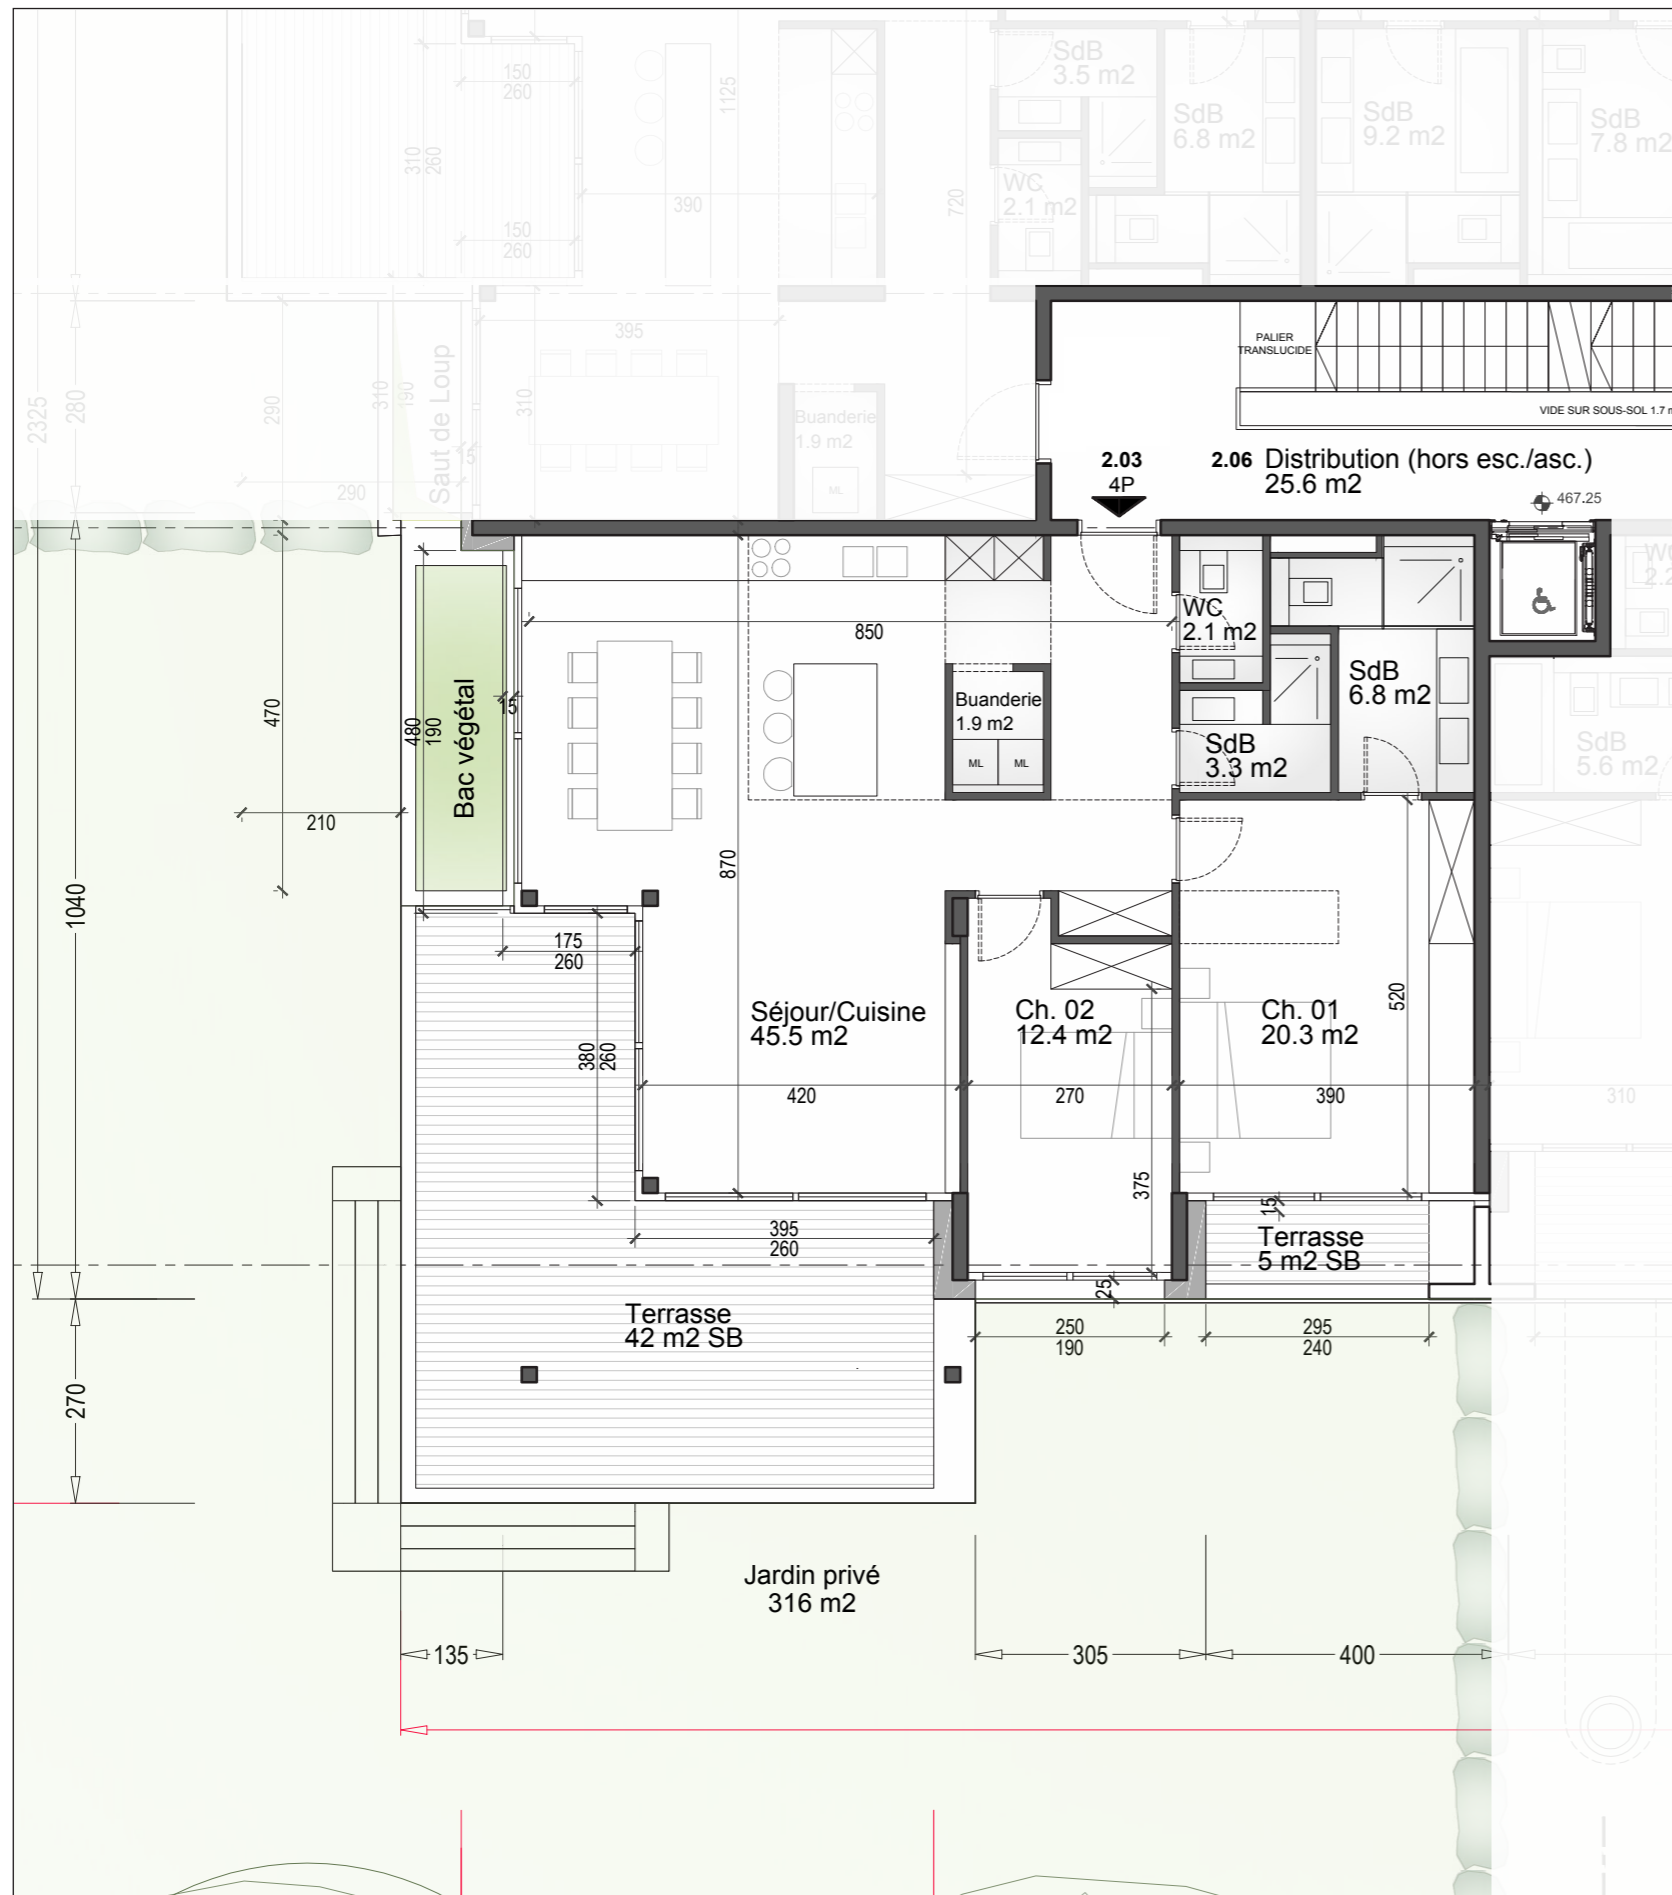 150
260
310
260
150
260
1125
390
720
SdB
3.5 m2
WC
2.1 m2
SdB
6.8 m2
SdB
9.2 m2
SdB
7.8 m2
395
310
2325
280
290
310
190
Saut de Loup
15
290
Buanderie
1.9 m2
ML
PALIER
TRANSLUCIDE
VIDE SUR SOUS-SOL 1.7
2.03
4P
2.06 Distribution (hors esc./asc.)
25.6 m2
467.25
850
WC
2.1 m2
SdB
6.8 m2
SdB
3.3 m2
Buanderie
1.9 m2
ML
ML
470
480
190
Bac végétal
15
210
870
1040
175
260
380
260
Séjour/Cuisine
45.5 m2
Ch. 02
12.4 m2
Ch. 01
20.3 m2
520
420
270
390
310
375
SdB
5.6 m2
395
260
15
Terrasse
5 m2 SB
25
Terrasse
42 m2 SB
250
190
295
240
270
Jardin privé
316 m2
135
305
400